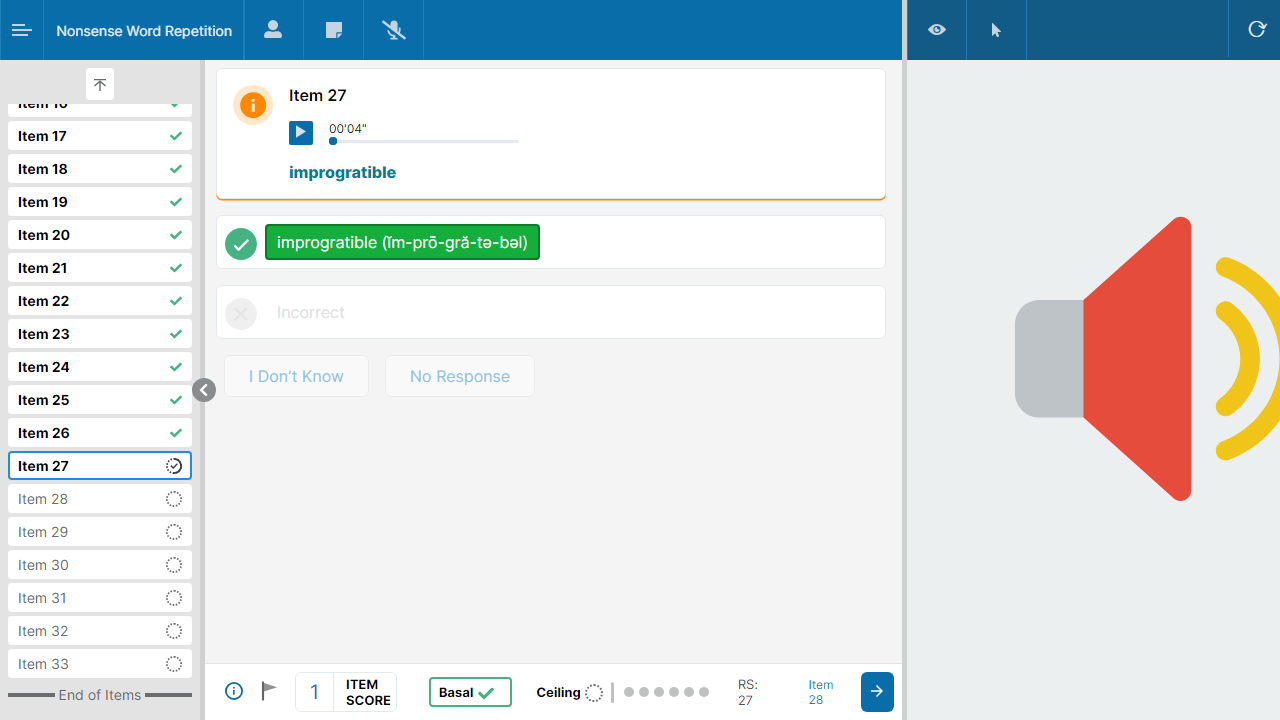 Nonsense Word Repetition
Item 16
Item 17
Item 18
Item 19
Item 20
Item 21
Item 22
Item 23
Item 24
Item 25
Item 26
Item 27
Item 28
Item 29
Item 30
Item 31
Item 32
Item 33
End of Items
Item 27
00'04"
improgratible
improgratible (ĭm-prō-gră-tə-bəl)
Incorrect
I Don’t Know
No Response
1
ITEM
SCORE
Basal
Ceiling
RS:
27
Item
28